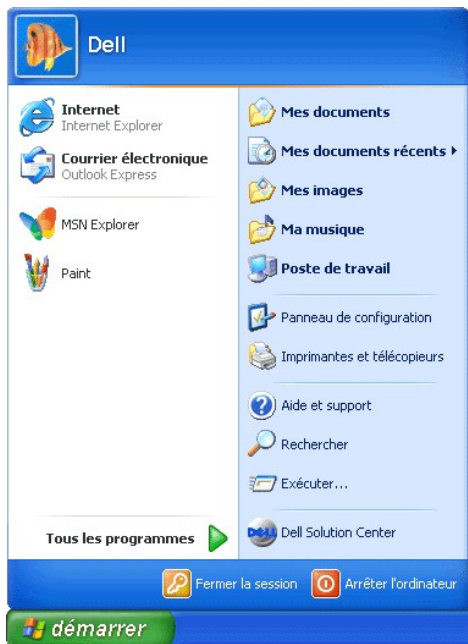 Dell
Internet
Internet Explorer
Courrier électronique
Outlook Express
MSN Explorer
Paint
Tous les programmes
Mes documents
Mes documents récents
Mes images
Ma musique
Poste de travail
Panneau de configuration
Imprimantes et télécopieurs
Aide et support
Rechercher
Exécuter...
DELL
Dell Solution Center
Fermer la session
Arrêter l'ordinateur
démarrer